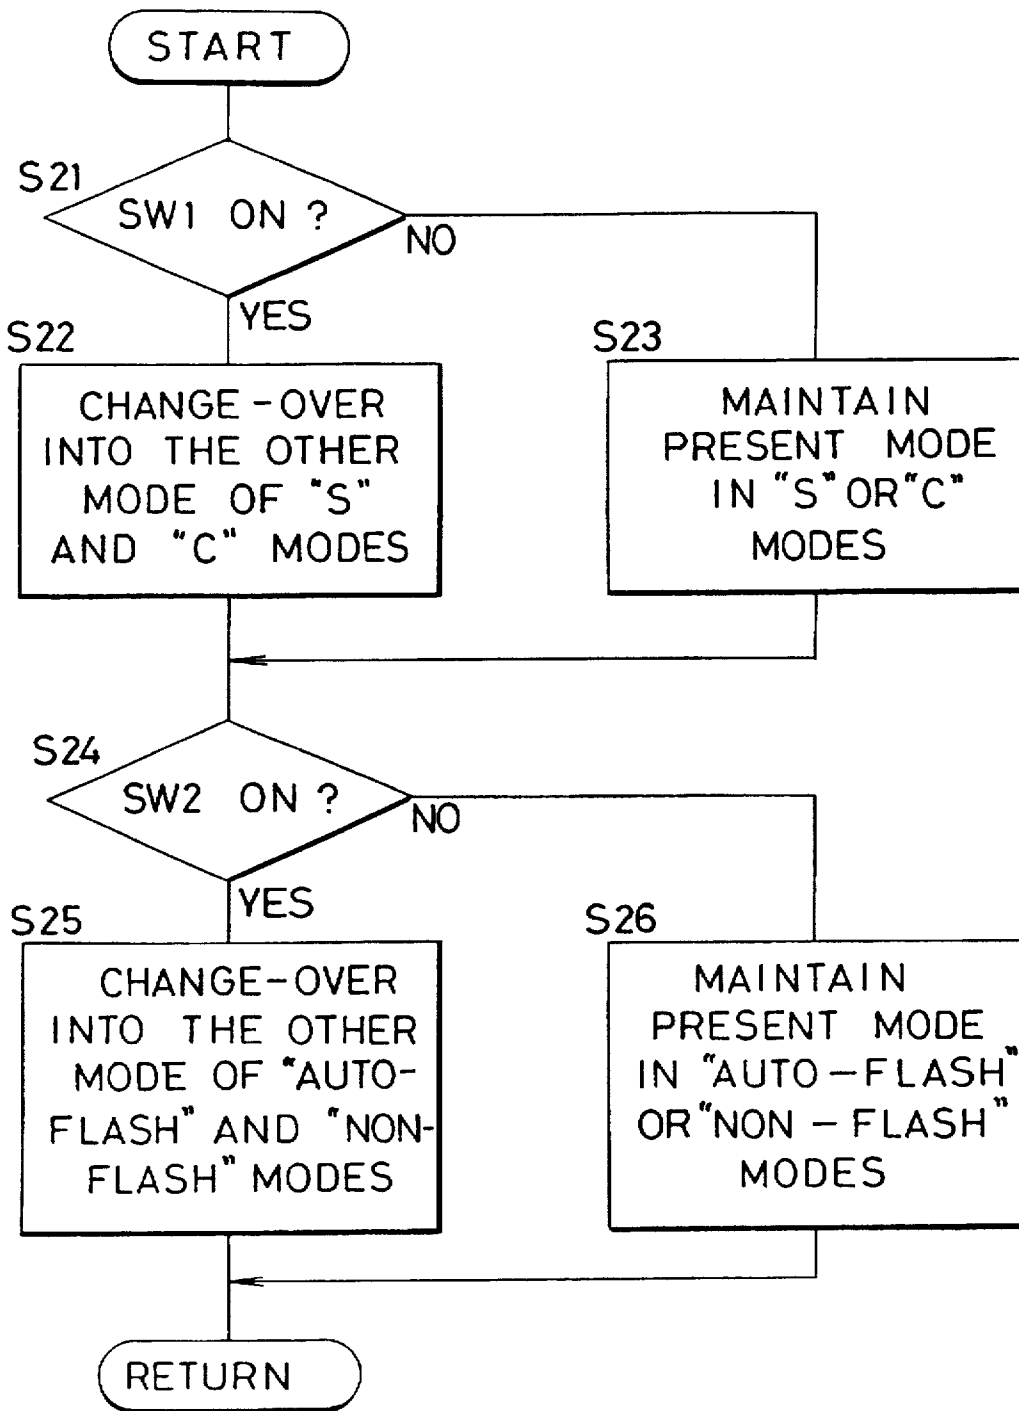 START
S21
SW1 ON ?
NO
YES
S22
CHANGE-OVER
INTO THE OTHER
MODE OF "S"
AND "C" MODES
S23
MAINTAIN
PRESENT MODE
IN "S" OR "C"
MODES
S24
SW2 ON ?
NO
YES
S25
CHANGE-OVER
INTO THE OTHER
MODE OF "AUTO-
FLASH" AND "NON-
FLASH" MODES
S26
MAINTAIN
PRESENT MODE
IN "AUTO-FLASH"
OR "NON-FLASH"
MODES
RETURN